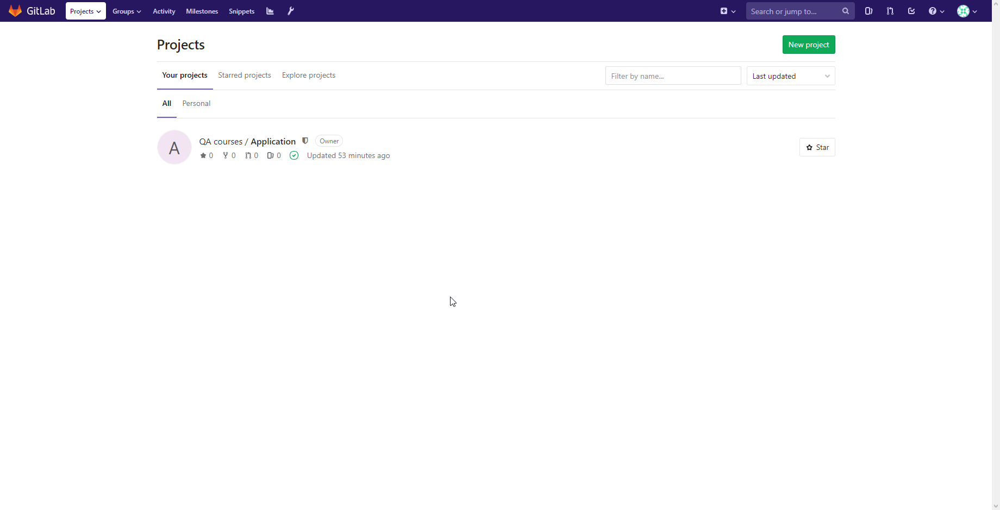 GitLab Projects Groups Activity Milestones Snippets Search or jump to...
Projects New project
Your projects Starred projects Explore projects Filter by name... Last updated
All Personal
A QA courses / Application Owner
0 0 0 0 Updated 53 minutes ago
Star